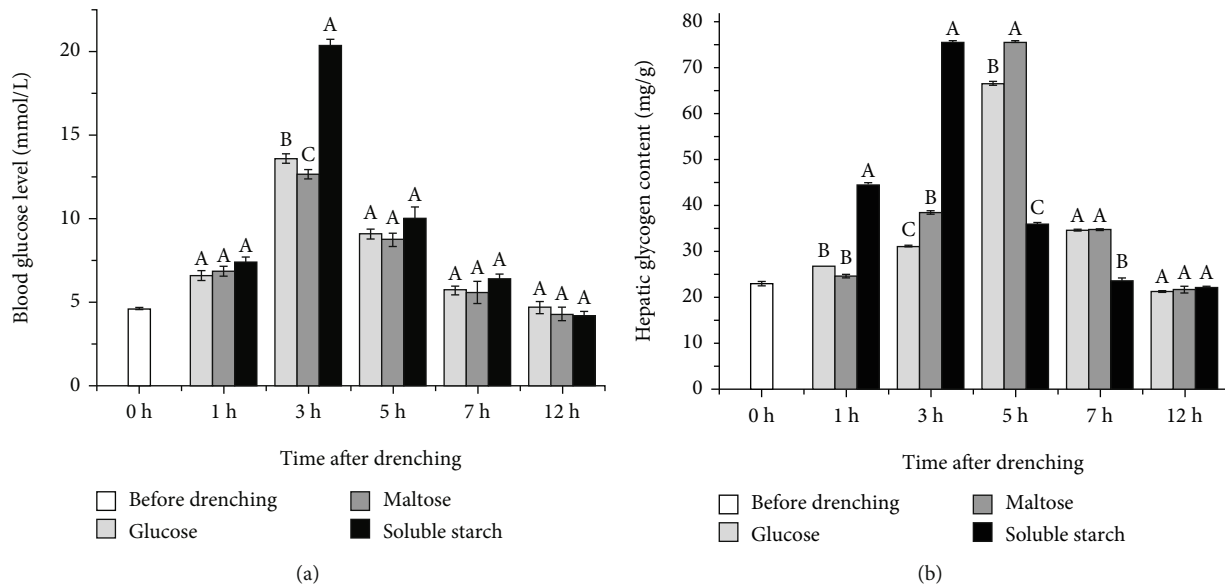 Blood glucose level (mmol/L)
20
15
10
5
0
A
B
C
A A A
A A A
A A A
A A A
0 h 1 h 3 h 5 h 7 h 12 h
Time after drenching
Before drenching
Glucose
Maltose
Soluble starch
(a)
Hepatic glycogen content (mg/g)
80
70
60
50
40
30
20
10
0
B B A
C B A
B A C
A A B
A A A
0 h 1 h 3 h 5 h 7 h 12 h
Time after drenching
Before drenching
Glucose
Maltose
Soluble starch
(b)